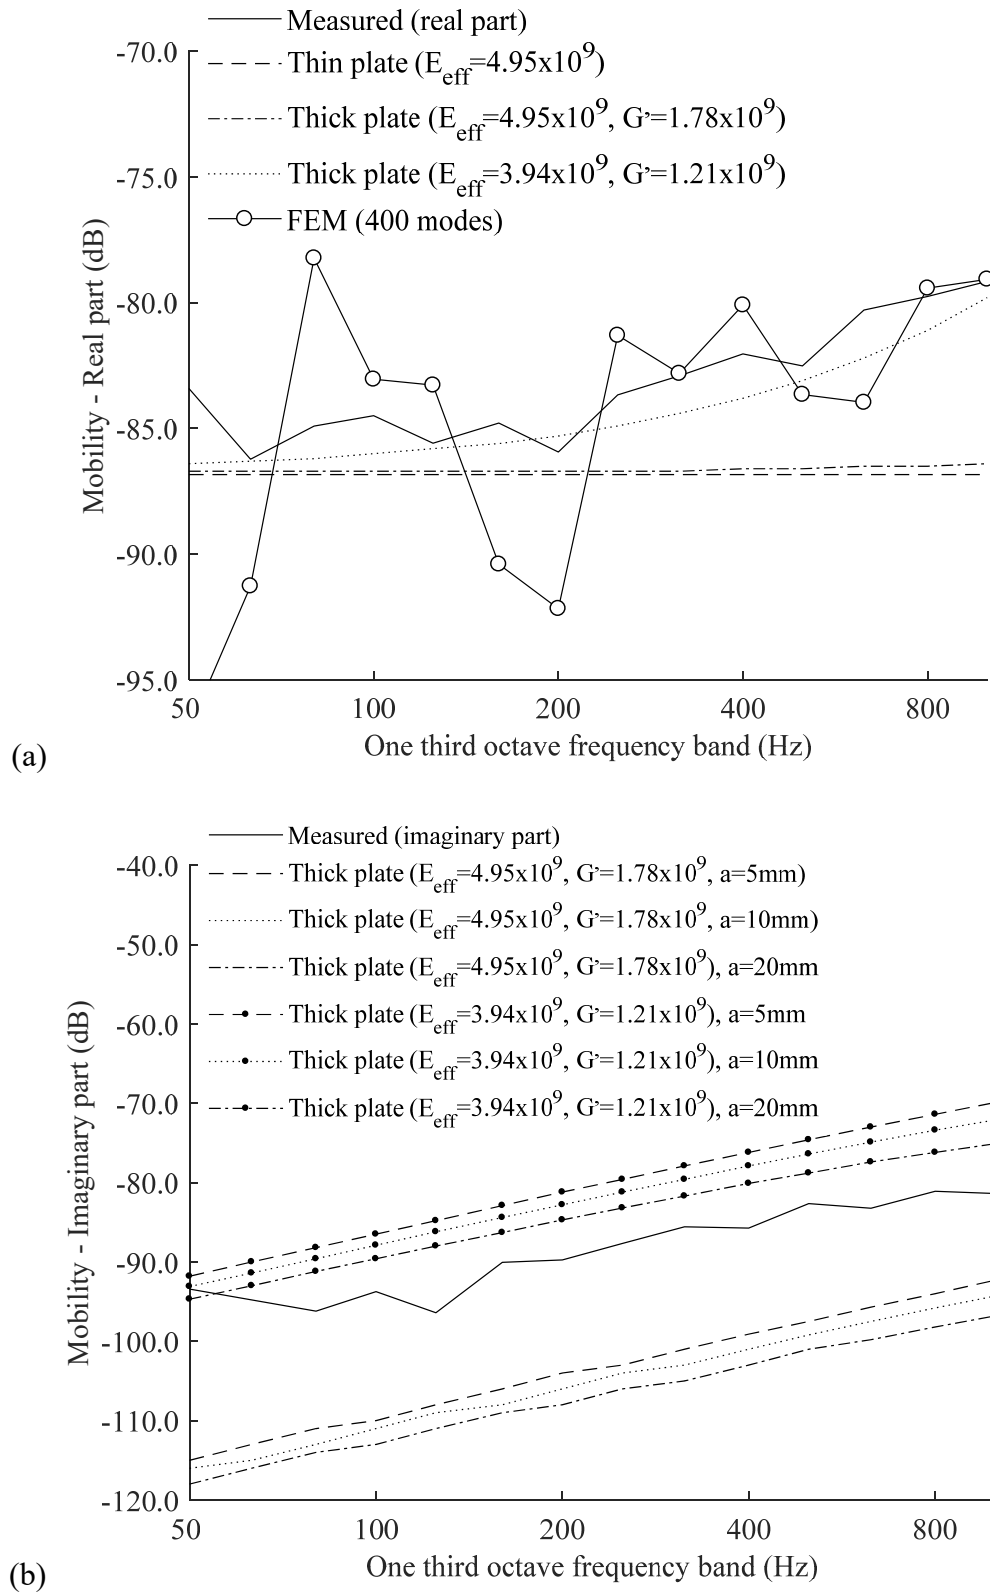 Measured (real part)
Thin plate (Eeff=4.95x10^9)
Thick plate (Eeff=4.95x10^9, G'=1.78x10^9)
Thick plate (Eeff=3.94x10^9, G'=1.21x10^9)
FEM (400 modes)
-70.0
-75.0
-80.0
-85.0
-90.0
-95.0
Mobility - Real part (dB)
50 100 200 400 800
One third octave frequency band (Hz)
(a)
Measured (imaginary part)
Thick plate (Eeff=4.95x10^9, G'=1.78x10^9, a=5mm)
Thick plate (Eeff=4.95x10^9, G'=1.78x10^9, a=10mm)
Thick plate (Eeff=4.95x10^9, G'=1.78x10^9), a=20mm
Thick plate (Eeff=3.94x10^9, G'=1.21x10^9), a=5mm
Thick plate (Eeff=3.94x10^9, G'=1.21x10^9), a=10mm
Thick plate (Eeff=3.94x10^9, G'=1.21x10^9), a=20mm
-40.0
-50.0
-60.0
-70.0
-80.0
-90.0
-100.0
-110.0
-120.0
Mobility - Imaginary part (dB)
50 100 200 400 800
One third octave frequency band (Hz)
(b)